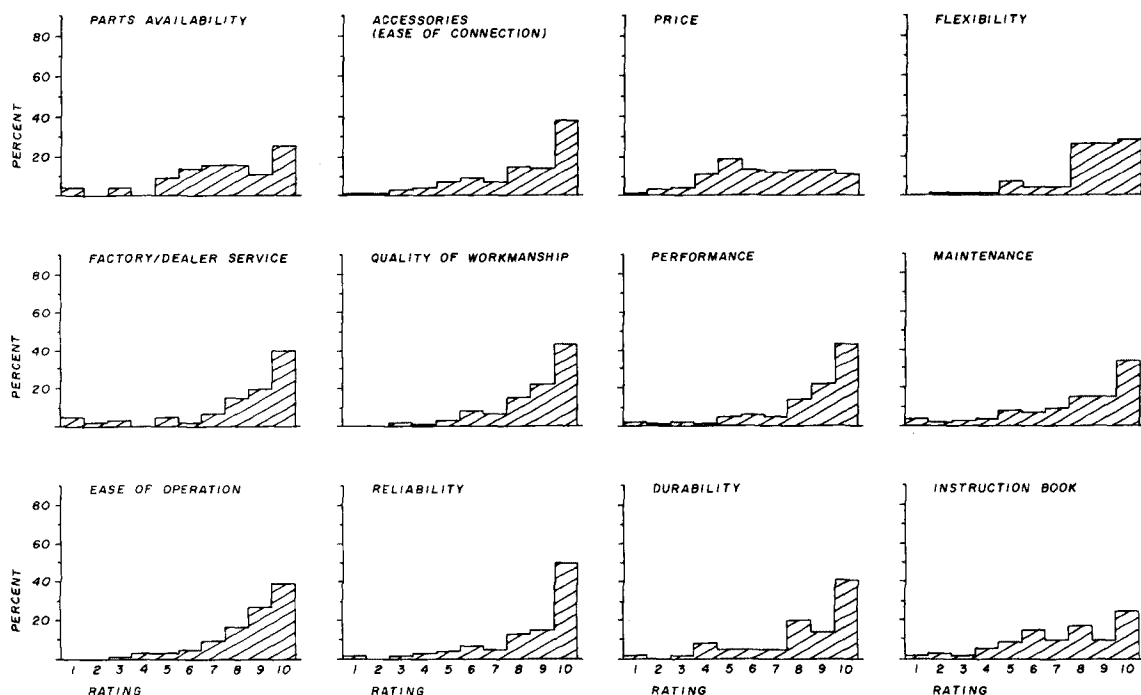 PARTS AVAILABILITY
ACCESSORIES
(EASE OF CONNECTION)
PRICE
FLEXIBILITY
80
60
40
20
PERCENT
FACTORY/DEALER SERVICE
QUALITY OF WORKMANSHIP
PERFORMANCE
MAINTENANCE
80
60
40
20
PERCENT
EASE OF OPERATION
RELIABILITY
DURABILITY
INSTRUCTION BOOK
80
60
40
20
PERCENT
1 2 3 4 5 6 7 8 9 10
1 2 3 4 5 6 7 8 9 10
1 2 3 4 5 6 7 8 9 10
1 2 3 4 5 6 7 8 9 10
RATING
RATING
RATING
RATING